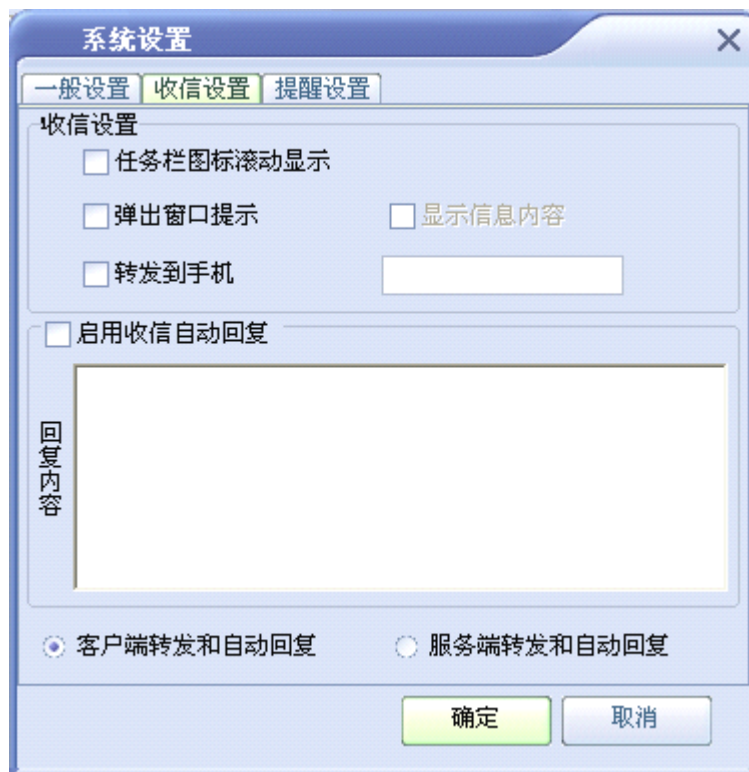 系统设置
一般设置 收信设置 提醒设置
收信设置
任务栏图标滚动显示
弹出窗口提示 显示信息内容
转发到手机
启用收信自动回复
回复内容
客户端转发和自动回复 服务端转发和自动回复
确定 取消